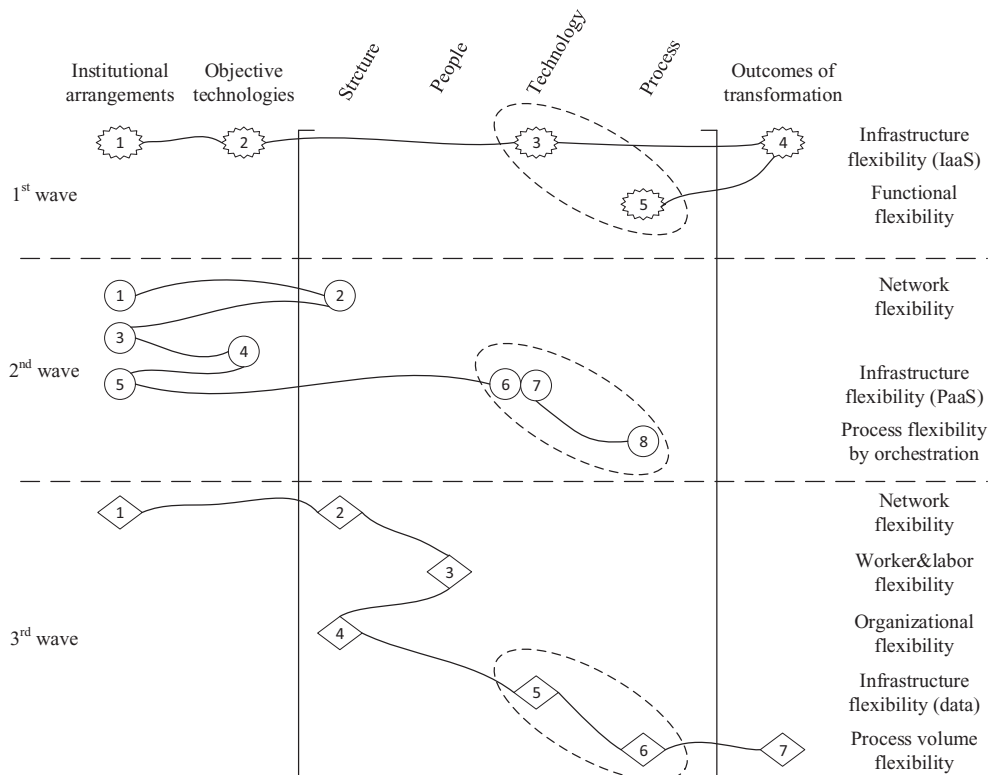 Institutional
arrangements
Objective
technologies
Strcture
People
Technology
Process
Outcomes of
transformation
1 2 3 4
Infrastructure
flexibility (IaaS)
1st wave
5
Functional
flexibility
1 2
Network
flexibility
3
4
2nd wave
5 6 7
Infrastructure
flexibility (PaaS)
8
Process flexibility
by orchestration
1 2
Network
flexibility
3
Worker&labor
flexibility
3rd wave
4
Organizational
flexibility
5
Infrastructure
flexibility (data)
6 7
Process volume
flexibility